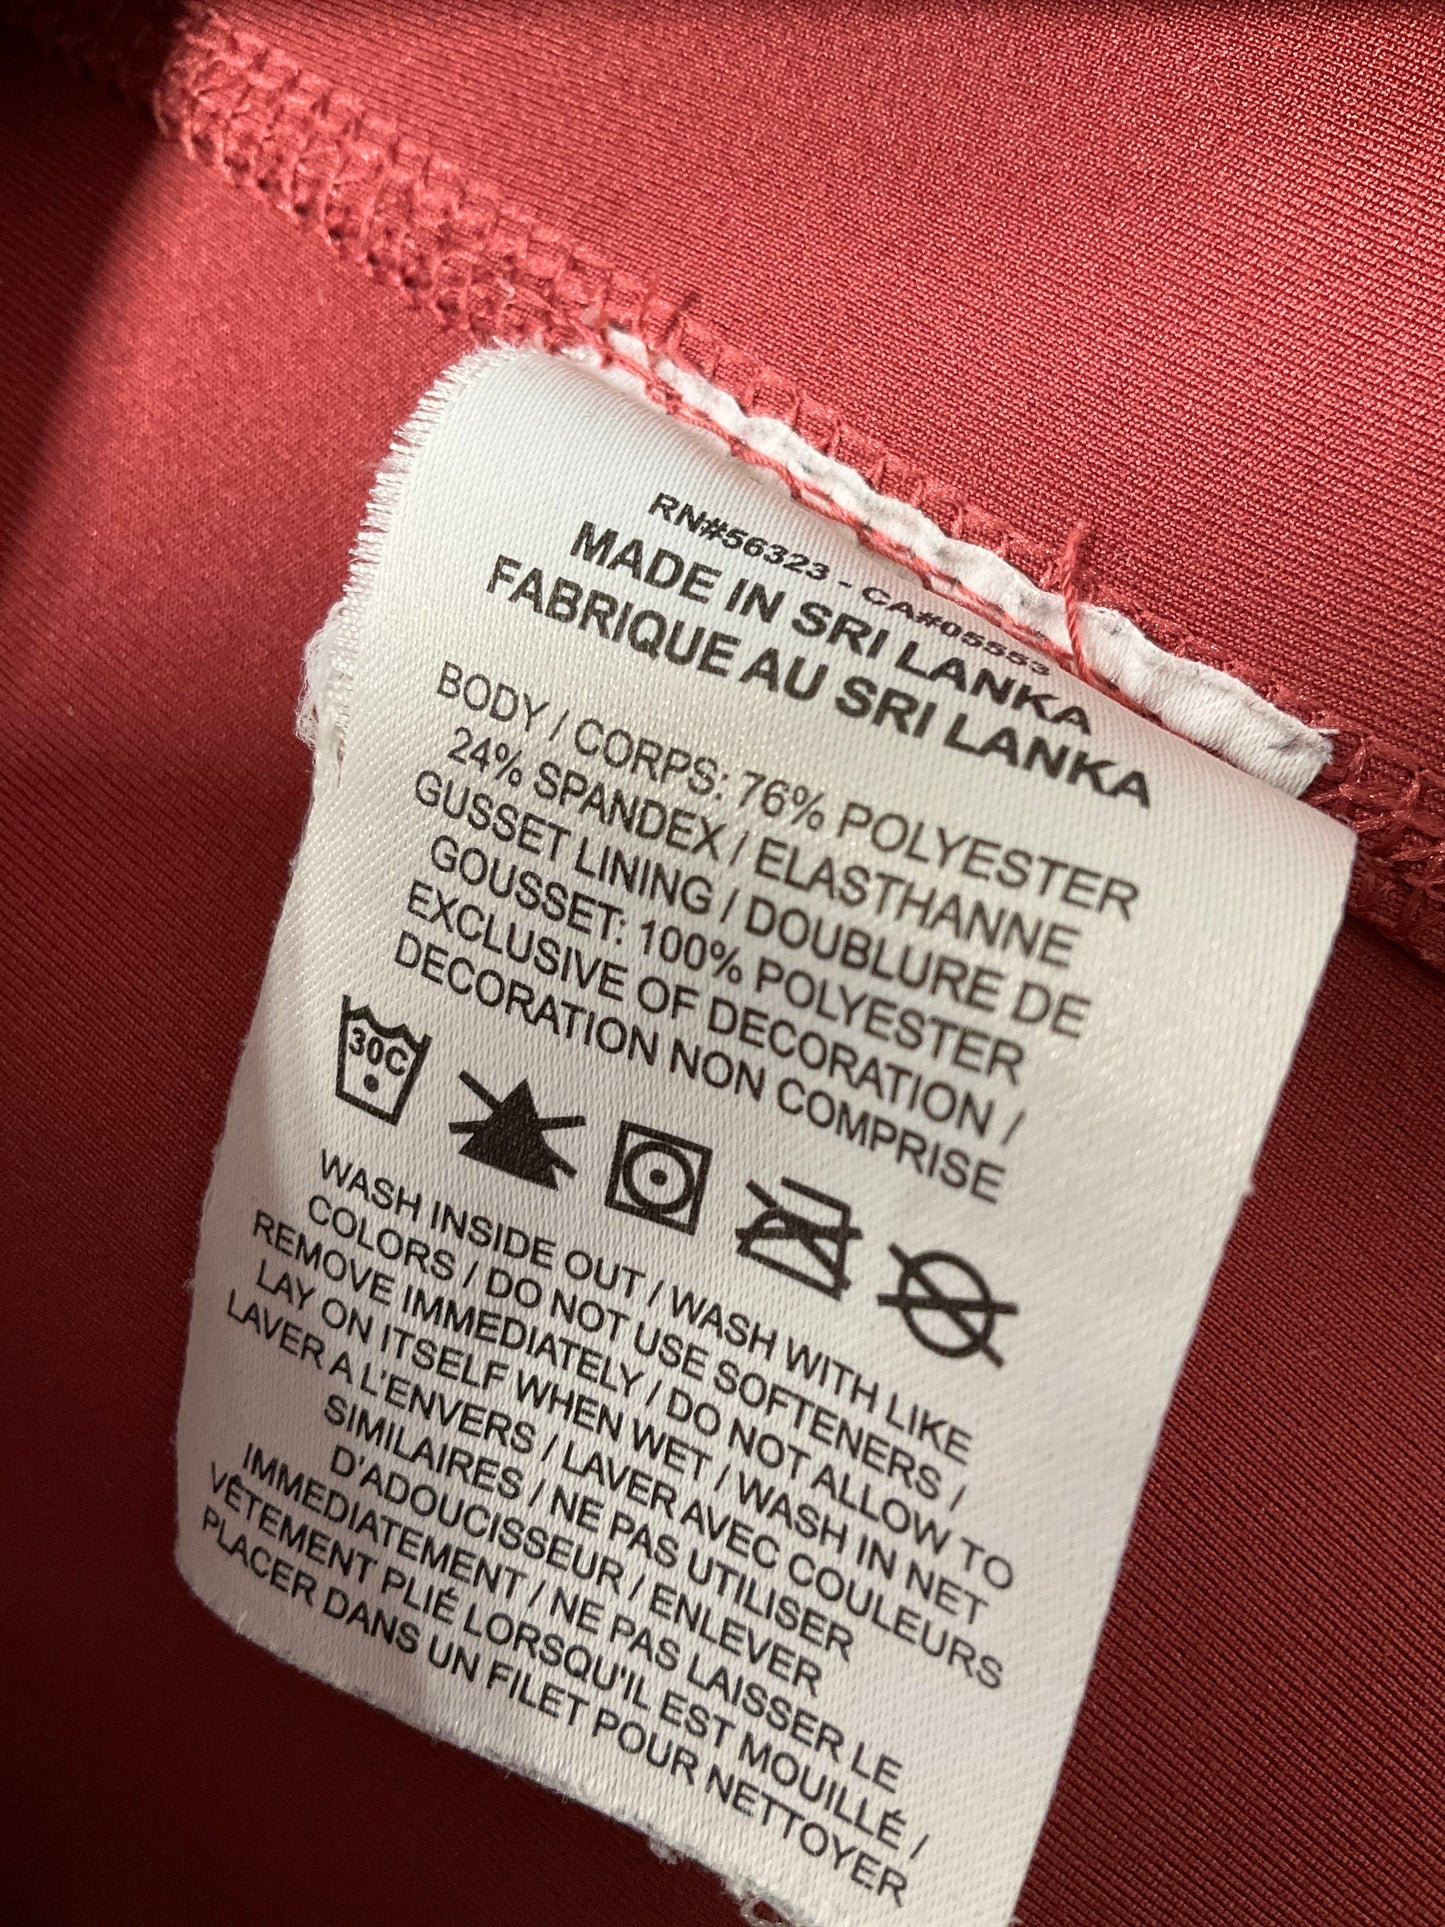 RN#56323 - CA#05553
MADE IN SRI LANKA
FABRIQUE AU SRI LANKA
BODY / CORPS: 76% POLYESTER
24% SPANDEX / ELASTHANNE
GUSSET LINING / DOUBLURE DE
GOUSSET: 100% POLYESTER
EXCLUSIVE OF DECORATION /
DECORATION NON COMPRISE
30C
WASH INSIDE OUT / WASH WITH LIKE
COLORS / DO NOT USE SOFTENERS /
REMOVE IMMEDIATELY / DO NOT ALLOW TO
LAY ON ITSELF WHEN WET / WASH IN NET
LAVER A L'ENVERS / LAVER AVEC COULEURS
SIMILAIRES / NE PAS UTILISER
D'ADOUCISSEUR / ENLEVER
IMMEDIATEMENT / NE PAS LAISSER LE
VÊTEMENT PLIÉ LORSQU'IL EST MOUILLÉ /
PLACER DANS UN FILET POUR NETTOYER